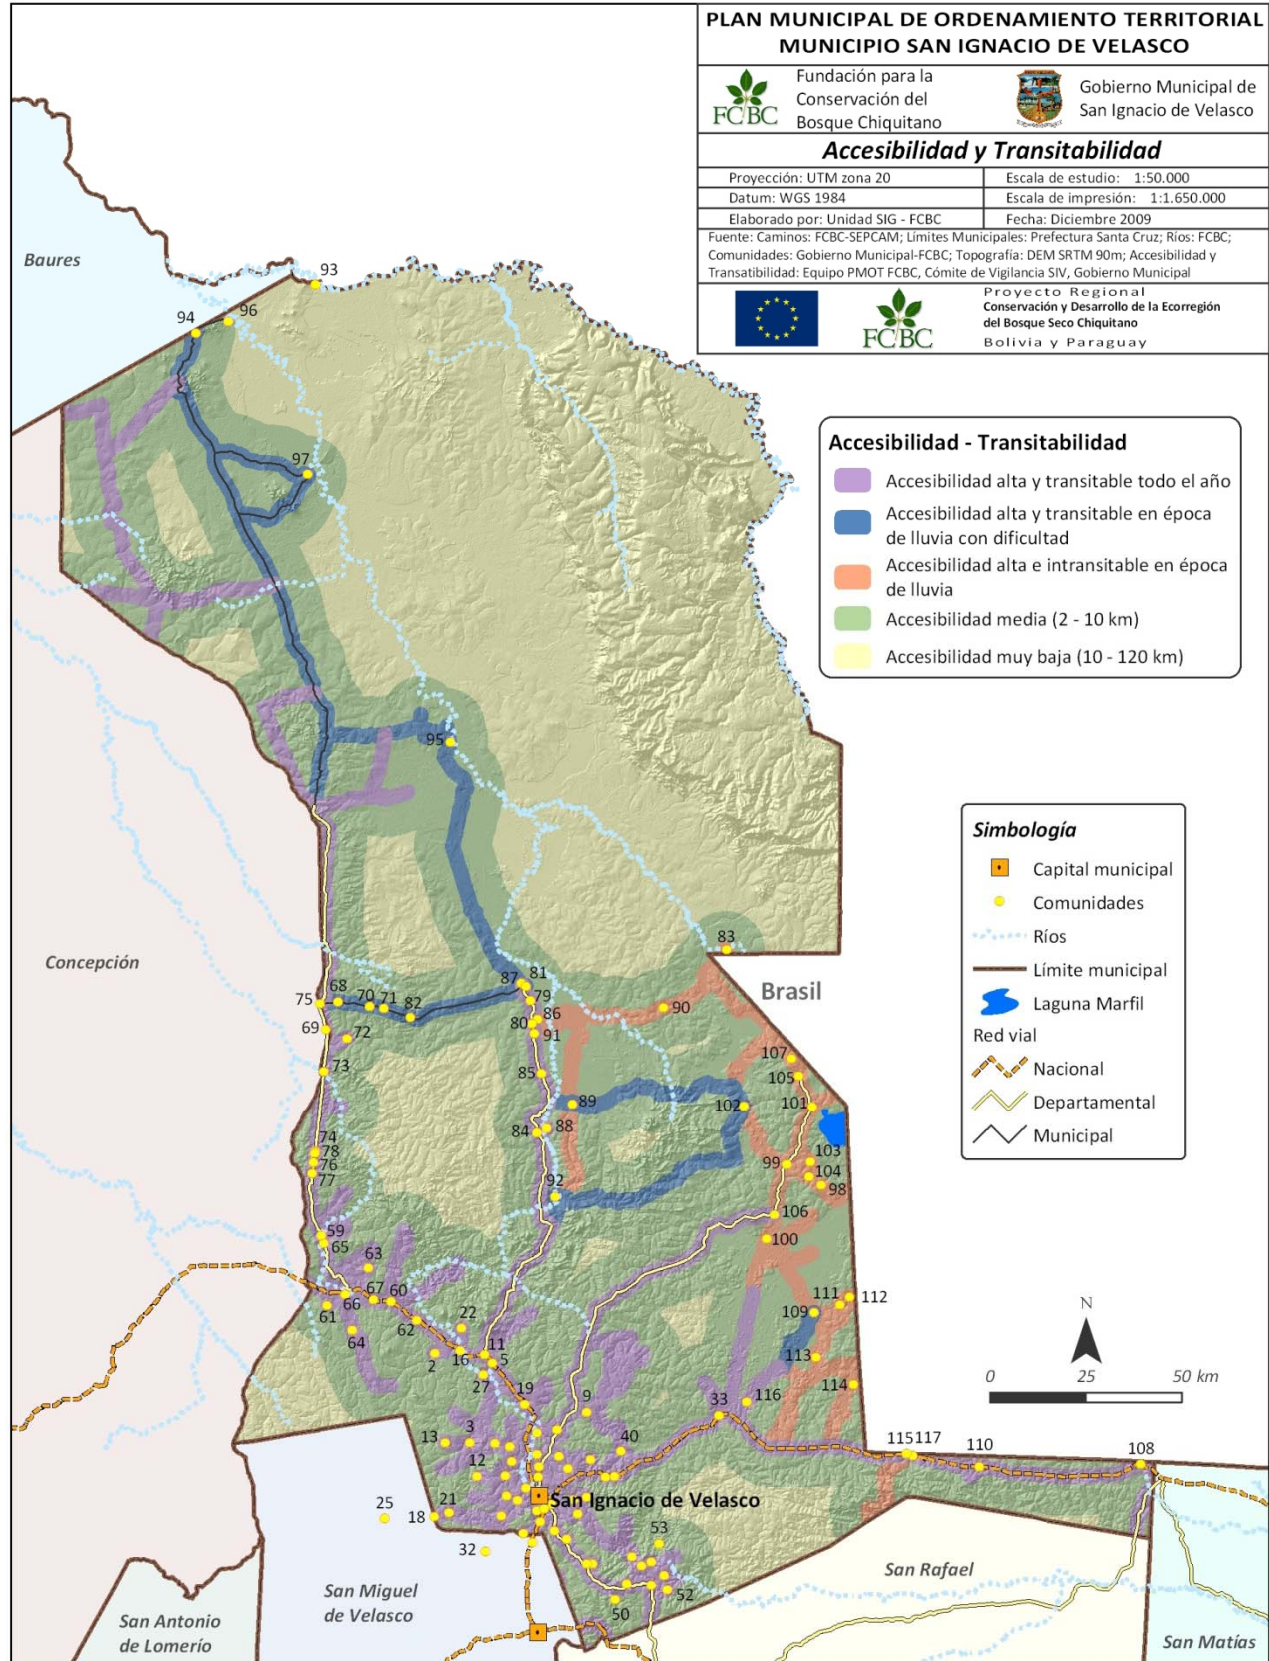 PLAN MUNICIPAL DE ORDENAMIENTO TERRITORIAL
MUNICIPIO SAN IGNACIO DE VELASCO
FCBC
Fundación para la
Conservación del
Bosque Chiquitano
Gobierno Municipal de
San Ignacio de Velasco
Accesibilidad y Transitabilidad
Proyección: UTM zona 20
Escala de estudio: 1:50.000
Datum: WGS 1984
Escala de impresión: 1:1.650.000
Elaborado por: Unidad SIG - FCBC
Fecha: Diciembre 2009
Fuente: Caminos: FCBC-SEPCAM; Límites Municipales: Prefectura Santa Cruz; Ríos: FCBC;
Comunidades: Gobierno Municipal-FCBC; Topografía: DEM SRTM 90m; Accesibilidad y
Transatibilidad: Equipo PMOT FCBC, Cómite de Vigilancia SIV, Gobierno Municipal
FCBC
Proyecto Regional
Conservación y Desarrollo de la Ecorregión
del Bosque Seco Chiquitano
Bolivia y Paraguay
Baures
93
96
94
97
Accesibilidad - Transitabilidad
Accesibilidad alta y transitable todo el año
Accesibilidad alta y transitable en época
de lluvia con dificultad
Accesibilidad alta e intransitable en época
de lluvia
Accesibilidad media (2 - 10 km)
Accesibilidad muy baja (10 - 120 km)
95
Simbología
Capital municipal
Comunidades
Ríos
Límite municipal
Laguna Marfil
Red vial
Nacional
Departamental
Municipal
83
Concepción
Brasil
87
81
75
68
70
71
82
79
90
86
80
69
91
72
107
73
85
105
89
102
101
84
88
74
78
76
77
99
103
104
98
92
106
59
65
100
63
66
67
60
111
112
61
109
62
64
22
N
2
16
11
5
113
27
0
25
50 km
114
19
9
116
33
13
3
40
115
117
110
108
12
San Ignacio de Velasco
25
18
21
53
32
San Rafael
San Miguel
de Velasco
52
50
San Antonio
de Lomerío
San Matías